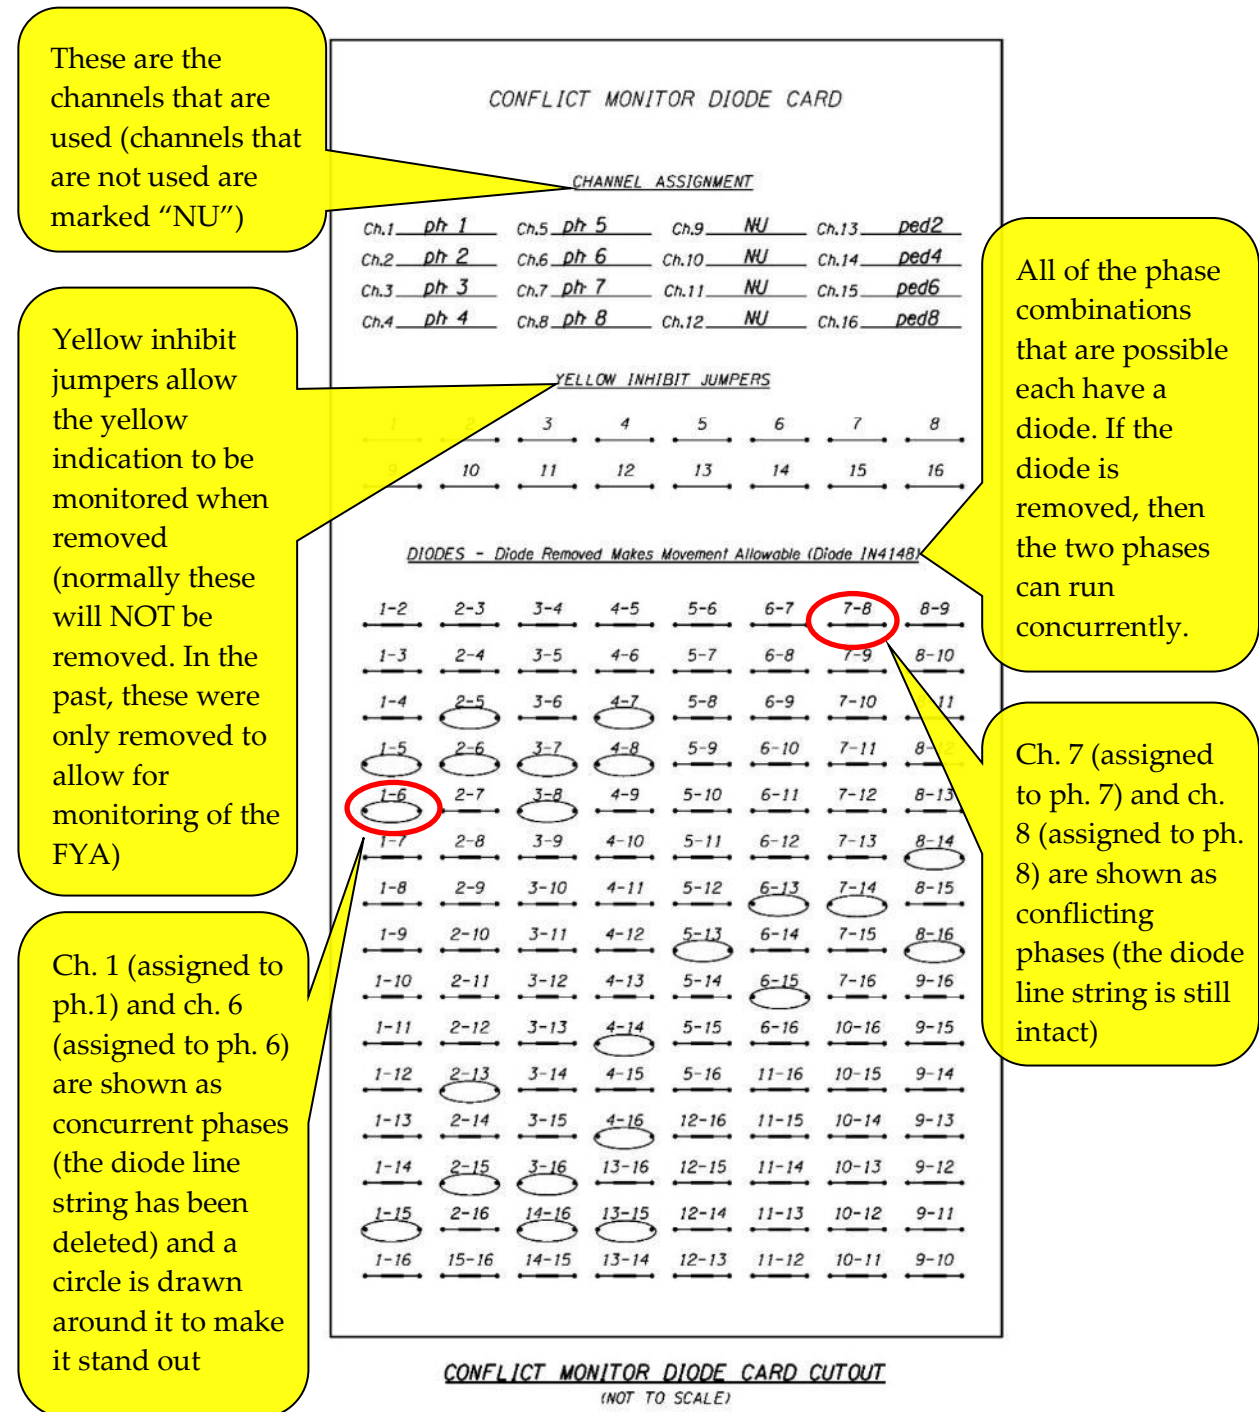 These are the
channels that are
used (channels that
are not used are
marked “NU”)
CONFLICT MONITOR DIODE CARD
CHANNEL ASSIGNMENT
Ch.1 ph 1 Ch.5 ph 5 Ch.9 NU Ch.13 ped2
Ch.2 ph 2 Ch.6 ph 6 Ch.10 NU Ch.14 ped4
Ch.3 ph 3 Ch.7 ph 7 Ch.11 NU Ch.15 ped6
Ch.4 ph 4 Ch.8 ph 8 Ch.12 NU Ch.16 ped8
Yellow inhibit
jumpers allow
the yellow
indication to be
monitored when
removed
(normally these
will NOT be
removed. In the
past, these were
only removed to
allow for
monitoring of the
FYA)
YELLOW INHIBIT JUMPERS
1 2 3 4 5 6 7 8
9 10 11 12 13 14 15 16
All of the phase
combinations
that are possible
each have a
diode. If the
diode is
removed, then
the two phases
can run
concurrently.
DIODES - Diode Removed Makes Movement Allowable (Diode IN4148)
1-2 2-3 3-4 4-5 5-6 6-7 7-8 8-9
1-3 2-4 3-5 4-6 5-7 6-8 7-9 8-10
1-4 2-5 3-6 4-7 5-8 6-9 7-10 11
1-5 2-6 3-7 4-8 5-9 6-10 7-11 8-12
1-6 2-7 3-8 4-9 5-10 6-11 7-12 8-13
1-7 2-8 3-9 4-10 5-11 6-12 7-13 8-14
1-8 2-9 3-10 4-11 5-12 6-13 7-14 8-15
1-9 2-10 3-11 4-12 5-13 6-14 7-15 8-16
1-10 2-11 3-12 4-13 5-14 6-15 7-16 9-16
1-11 2-12 3-13 4-14 5-15 6-16 10-16 9-15
1-12 2-13 3-14 4-15 5-16 11-16 10-15 9-14
1-13 2-14 3-15 4-16 12-16 11-15 10-14 9-13
1-14 2-15 3-16 13-16 12-15 11-14 10-13 9-12
1-15 2-16 14-16 13-15 12-14 11-13 10-12 9-11
1-16 15-16 14-15 13-14 12-13 11-12 10-11 9-10
Ch. 7 (assigned
to ph. 7) and ch.
8 (assigned to ph.
8) are shown as
conflicting
phases (the diode
line string is still
intact)
Ch. 1 (assigned to
ph.1) and ch. 6
(assigned to ph. 6)
are shown as
concurrent phases
(the diode line
string has been
deleted) and a
circle is drawn
around it to make
it stand out
CONFLICT MONITOR DIODE CARD CUTOUT
(NOT TO SCALE)